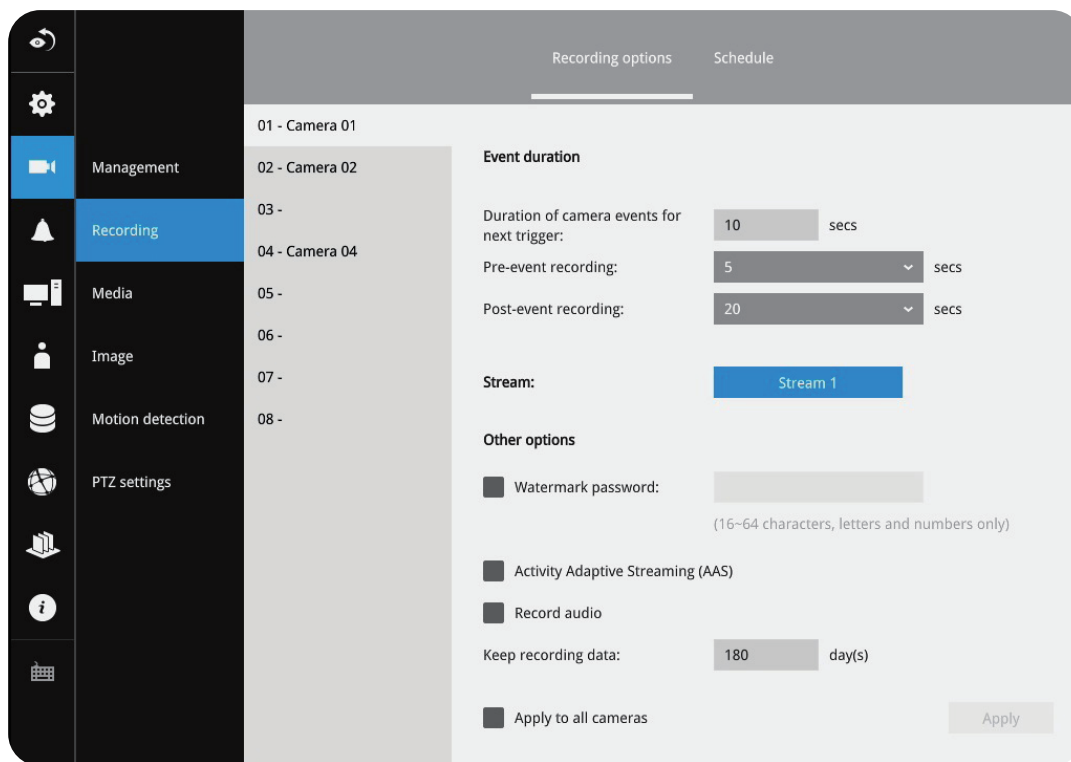 Recording options
Schedule
Management
Recording
Media
Image
Motion detection
PTZ settings
01 - Camera 01
02 - Camera 02
03 -
04 - Camera 04
05 -
06 -
07 -
08 -
Event duration
Duration of camera events for
next trigger:
10 secs
Pre-event recording: 5 secs
Post-event recording: 20 secs
Stream: Stream 1
Other options
Watermark password:
(16~64 characters, letters and numbers only)
Activity Adaptive Streaming (AAS)
Record audio
Keep recording data: 180 day(s)
Apply to all cameras
Apply